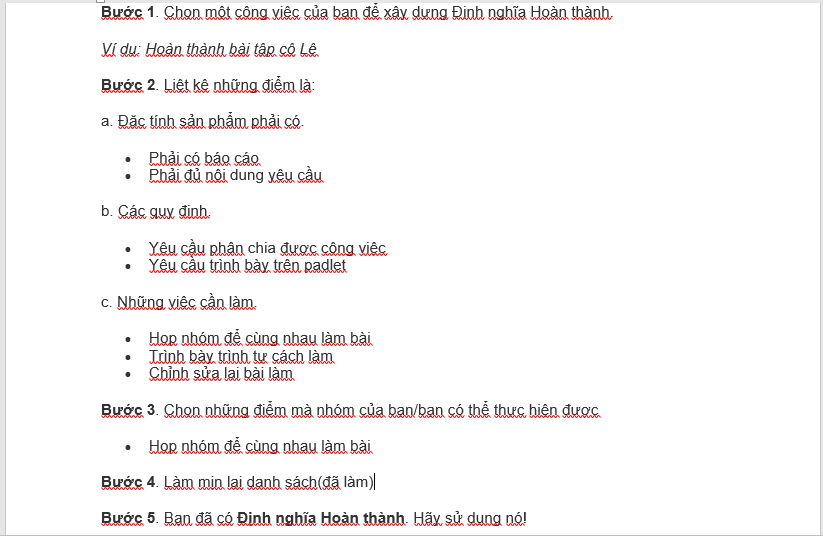 Bước 1. Chọn một công việc của bạn để xây dựng Định nghĩa Hoàn thành.
Ví dụ: Hoàn thành bài tập cô Lê
Bước 2. Liệt kê những điểm là:
a. Đặc tính sản phẩm phải có.
• Phải có báo cáo
• Phải đủ nội dung yêu cầu
b. Các quy định.
• Yêu cầu phân chia được công việc
• Yêu cầu trình bày trên padlet
c. Những việc cần làm.
• Họp nhóm để cùng nhau làm bài
• Trình bày trình tự cách làm
• Chỉnh sửa lại bài làm
Bước 3. Chọn những điểm mà nhóm của bạn/bạn có thể thực hiện được
• Họp nhóm để cùng nhau làm bài
Bước 4. Làm mịn lại danh sách(đã làm)
Bước 5. Bạn đã có Định nghĩa Hoàn thành. Hãy sử dụng nó!